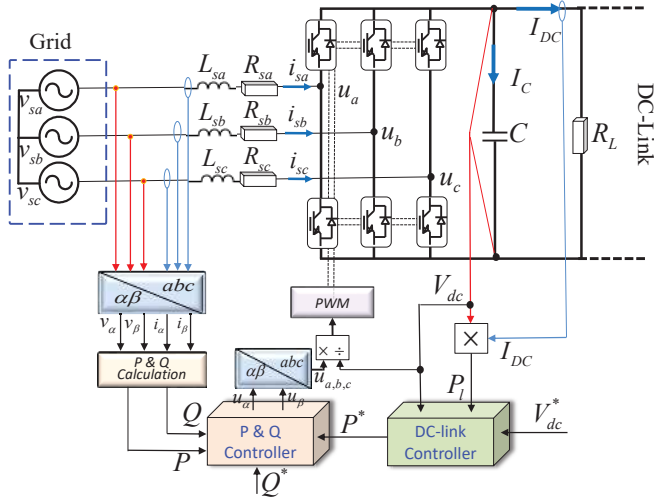 Grid
v_sa
v_sb
v_sc
L_sa R_sa i_sa
L_sb R_sb i_sb
L_sc R_sc i_sc
u_a
u_b
u_c
I_DC
I_C
C
R_L
DC-Link
αβ abc
v_α v_β i_α i_β
P & Q
Calculation
PWM
× ÷
αβ abc
u_a,b,c
u_α u_β
V_dc
×
I_DC
P_l
Q
P
P & Q
Controller
Q^*
P^*
DC-link
Controller
V_dc^*